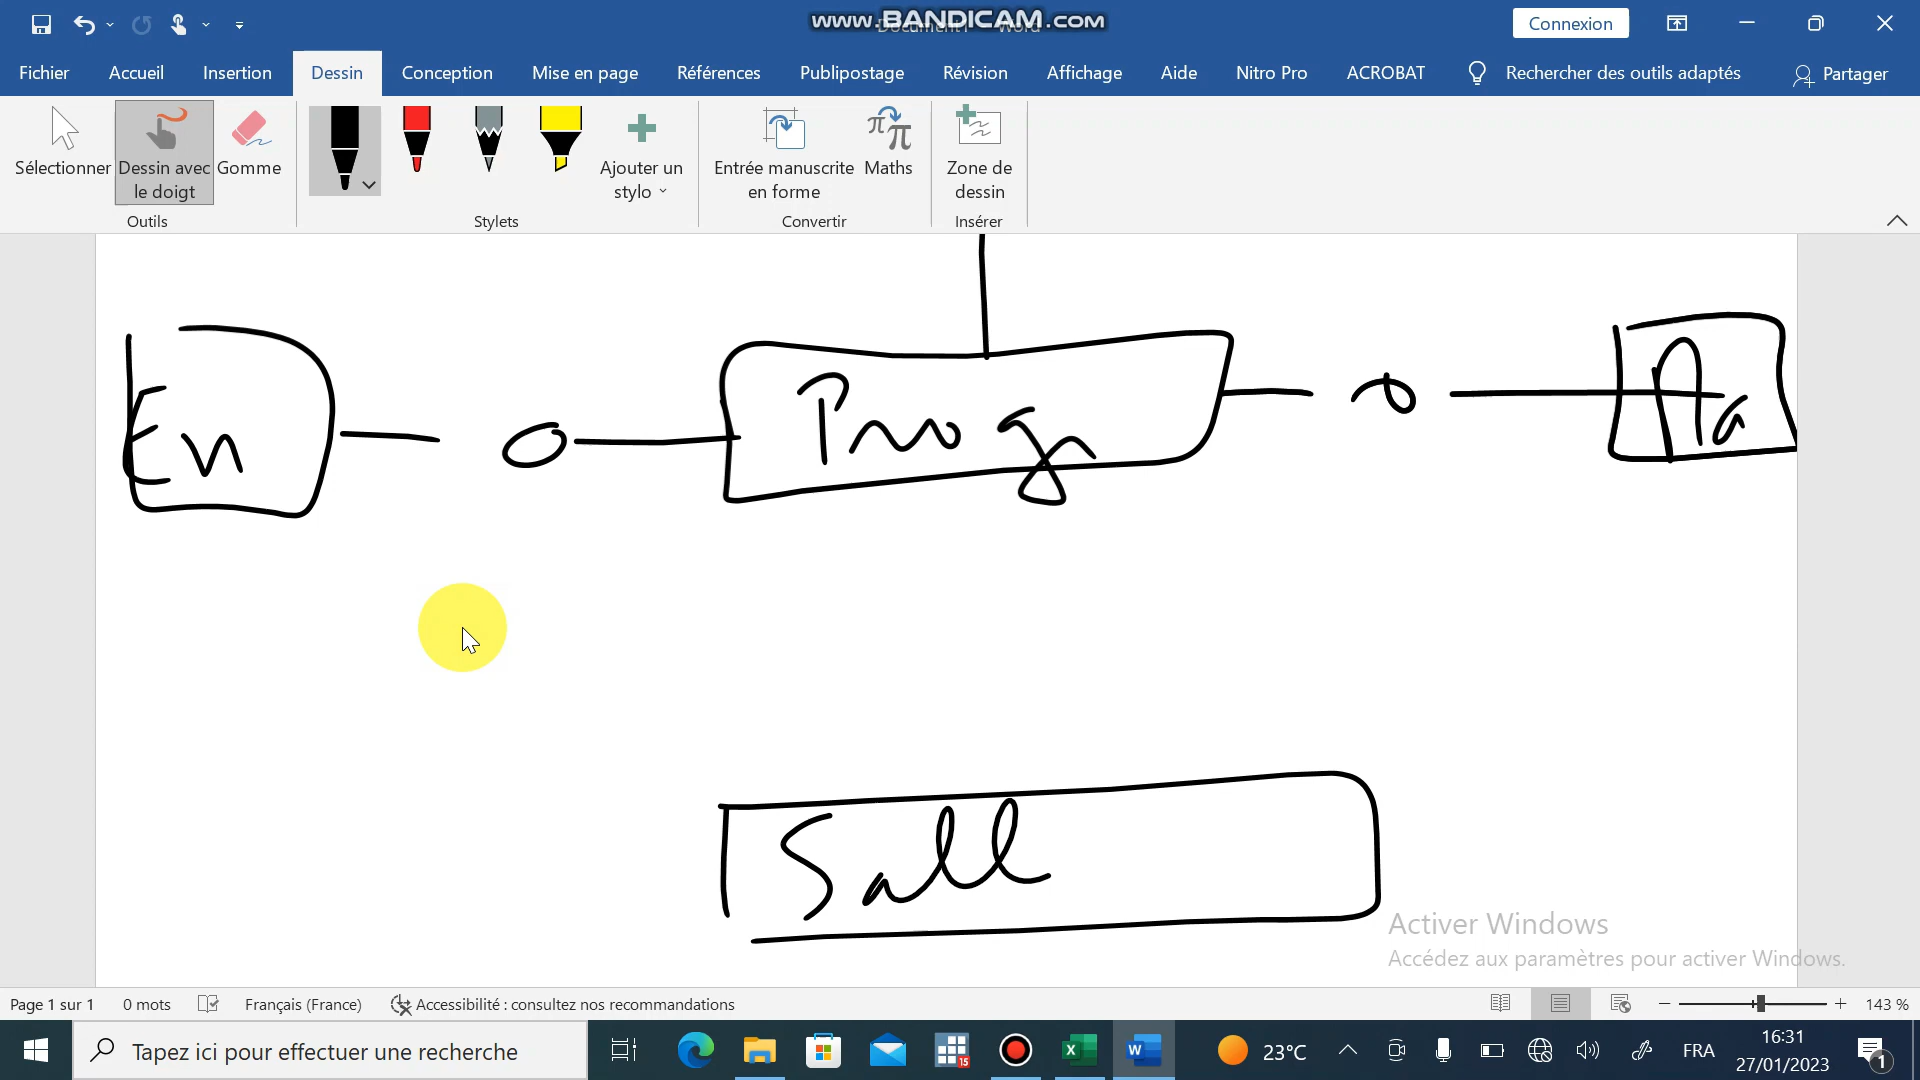 www.BANDICAM.com
Connexion
Fichier Accueil Insertion Dessin Conception Mise en page Références Publipostage Révision Affichage Aide Nitro Pro ACROBAT Rechercher des outils adaptés Partager
Sélectionner Dessin avec le doigt Gomme Ajouter un stylo Entrée manuscrite en forme Maths Zone de dessin
Outils Stylets Convertir Insérer
En Prog Ma
Sall
Activer Windows
Accédez aux paramètres pour activer Windows.
Page 1 sur 1 0 mots Français (France) Accessibilité : consultez nos recommandations 143 %
Tapez ici pour effectuer une recherche 15 23°C FRA 16:31
27/01/2023 1